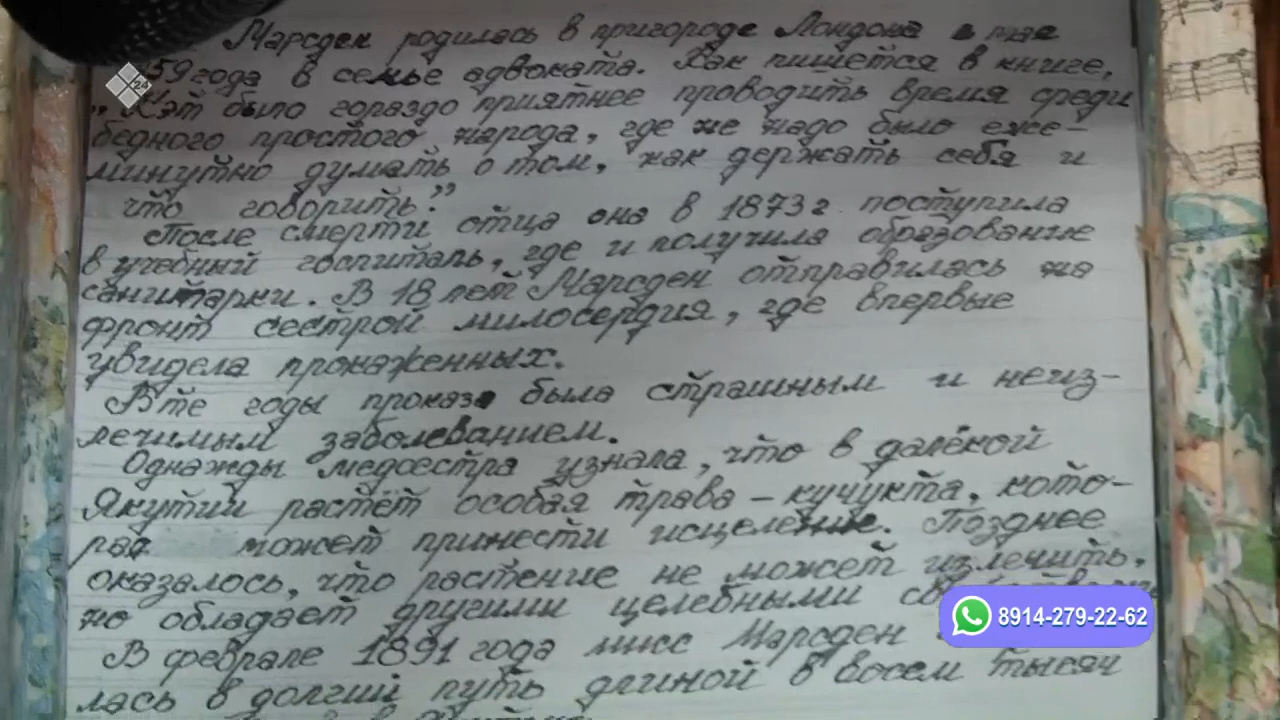 Марсден родилась в пригороде Лондона в мае
59 года в семье адвоката. Как пишется в книге,
„Кэт было гораздо приятнее проводить время среди
бедного простого народа, где не надо было еже-
минутно думать о том, как держать себя и
что говорить."
После смерти отца она в 1873 г поступила
в учебный госпиталь, где и получила образование
санитарки. В 18 лет Марсден отправилась на
фронт сестрой милосердия, где впервые
увидела прокаженных.
В те годы проказа была страшным и неиз-
лечимым заболеванием.
Однажды медсестра узнала, что в далёкой
Якутии растёт особая трава – кучукта, кото-
рая может принести исцеление. Позднее
оказалось, что растение не может излечить,
но обладает другими целебными
В феврале 1891 года мисс Марсден
лась в долгий путь длиной в восем тысяч
24
8914-279-22-62